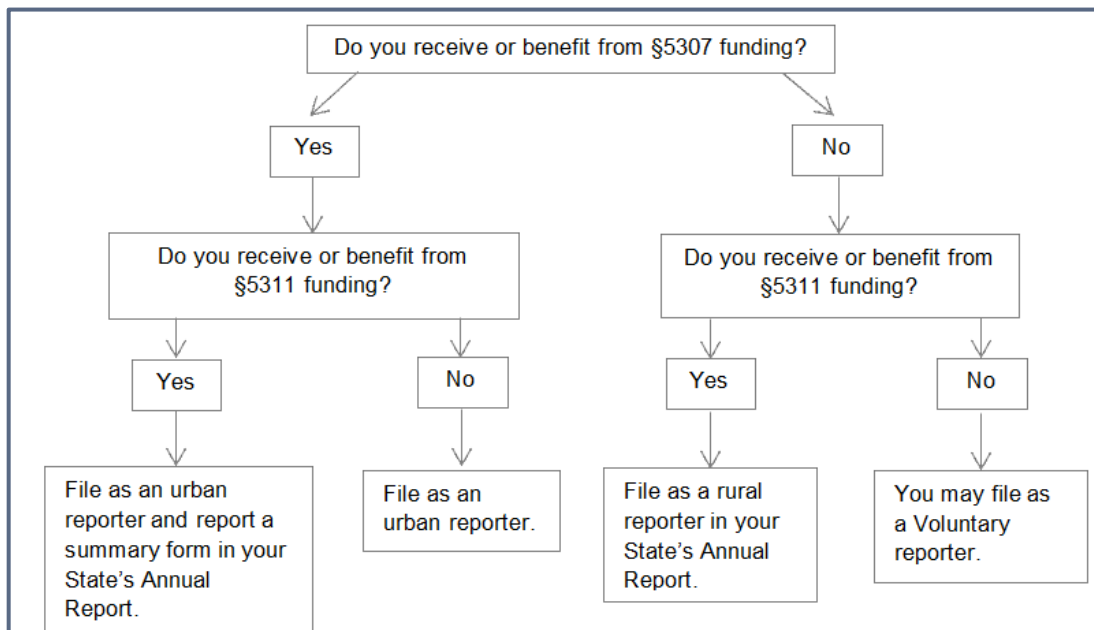 Do you receive or benefit from §5307 funding?
Yes
No
Do you receive or benefit from
§5311 funding?
Do you receive or benefit from
§5311 funding?
Yes
No
Yes
No
File as an urban
reporter and report a
summary form in your
State’s Annual
Report.
File as an
urban reporter.
File as a rural
reporter in your
State’s Annual
Report.
You may file as
a Voluntary
reporter.